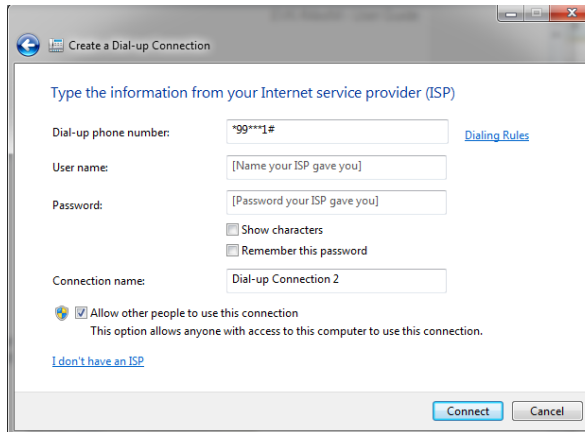 Create a Dial-up Connection
Type the information from your Internet service provider (ISP)
Dial-up phone number: *99***1# Dialing Rules
User name: [Name your ISP gave you]
Password: [Password your ISP gave you]
Show characters
Remember this password
Connection name: Dial-up Connection 2
Allow other people to use this connection
This option allows anyone with access to this computer to use this connection.
I don't have an ISP
Connect Cancel